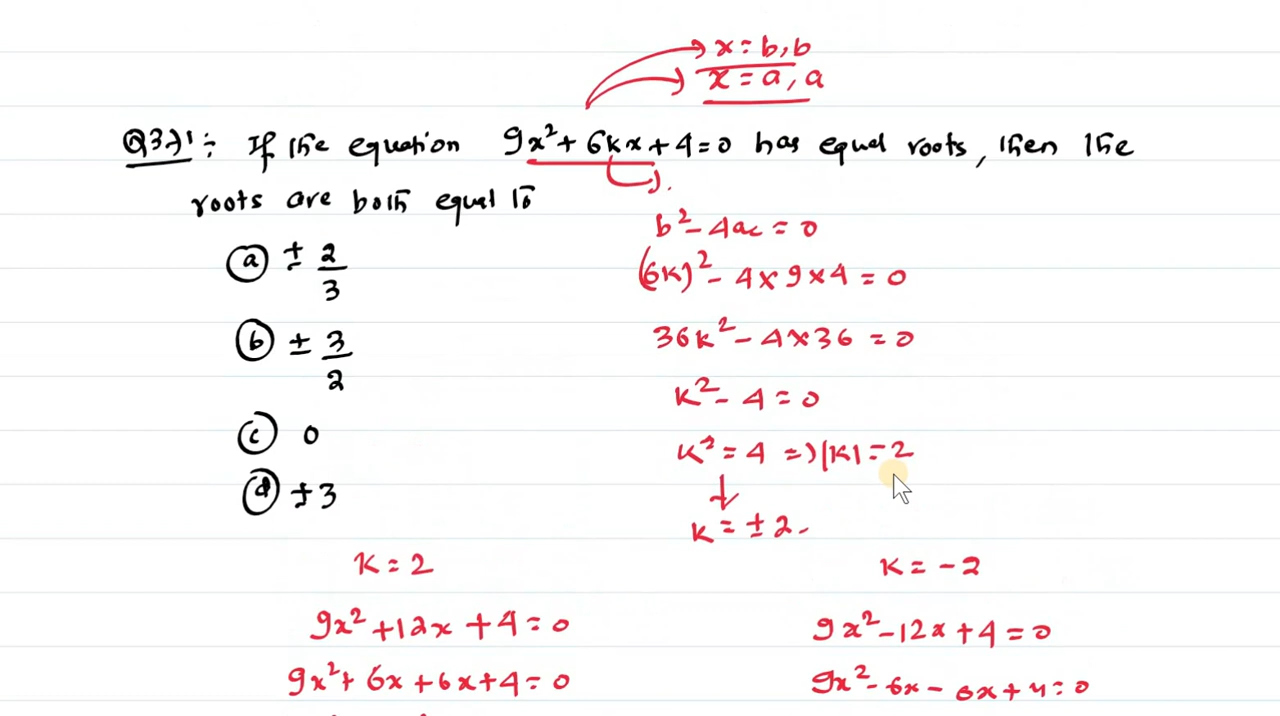 x = b, b
x = a, a
Q37: If the equation 9x² + 6kx + 4 = 0 has equal roots, then the
roots are both equal to
(a) ± 2/3
(b) ± 3/2
(c) 0
(d) ± 3
b² - 4ac = 0
(6K)² - 4 × 9 × 4 = 0
36K² - 4 × 36 = 0
K² - 4 = 0
K² = 4 => |K| = 2
K = ± 2
K = 2
9x² + 12x + 4 = 0
9x² + 6x + 6x + 4 = 0
K = -2
9x² - 12x + 4 = 0
9x² - 6x - 6x + 4 = 0